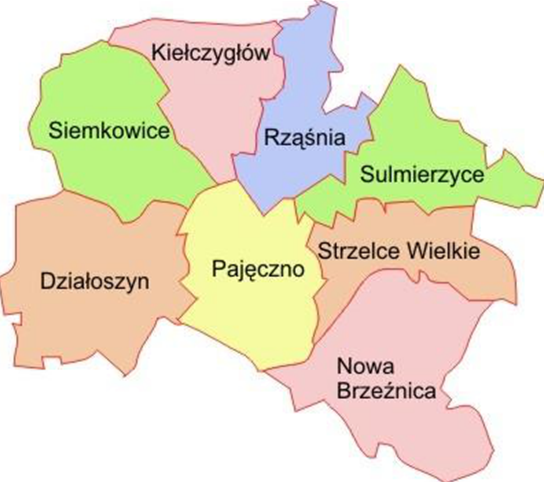 Kiełczygłów
Siemkowice
Rząśnia
Sulmierzyce
Strzelce Wielkie
Pajęczno
Działoszyn
Nowa
Brzeźnica